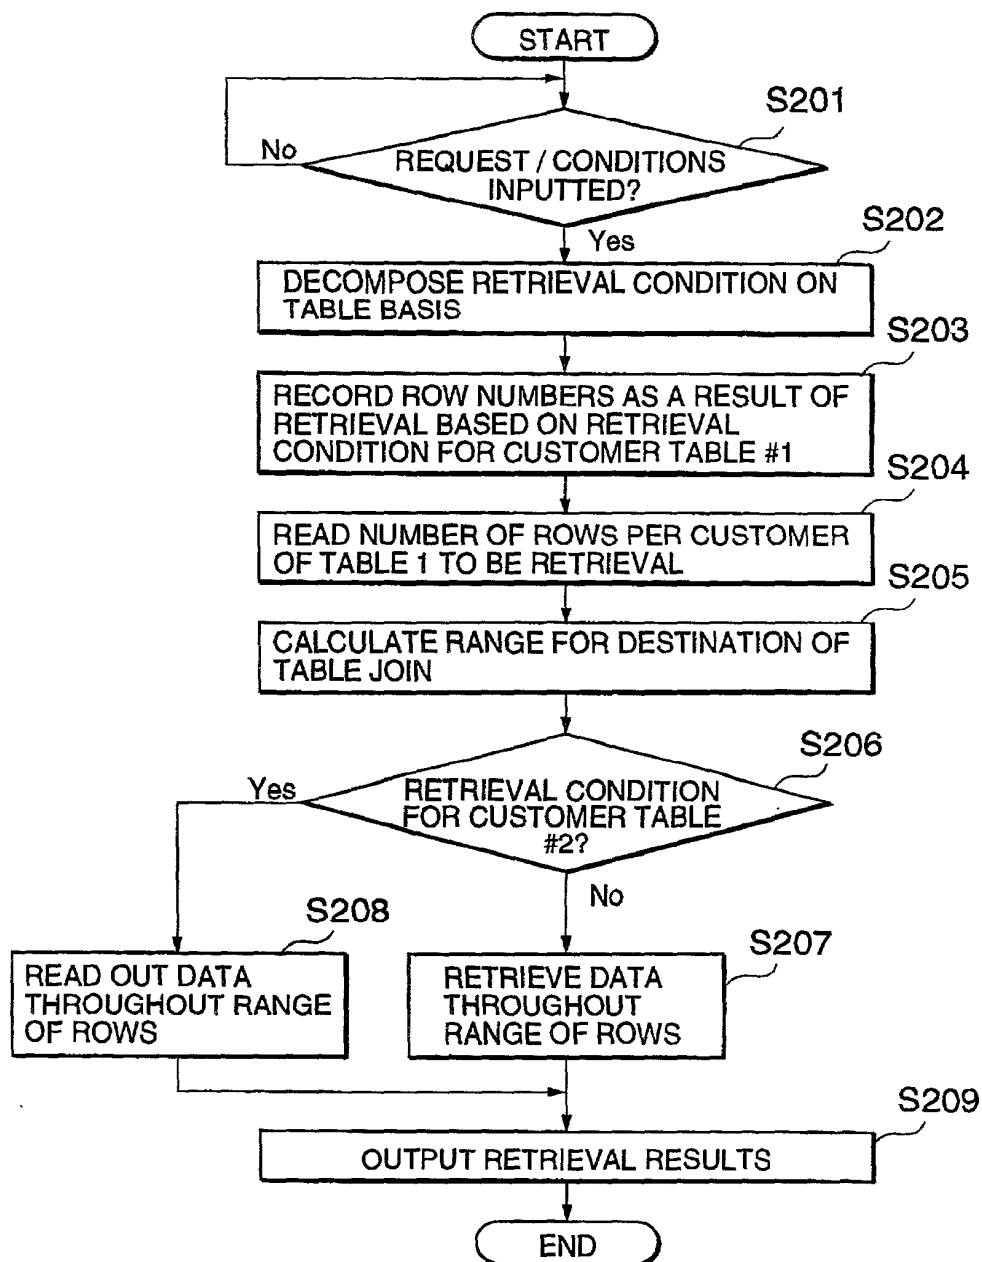 START
S201
No
REQUEST / CONDITIONS
INPUTTED?
Yes
S202
DECOMPOSE RETRIEVAL CONDITION ON
TABLE BASIS
S203
RECORD ROW NUMBERS AS A RESULT OF
RETRIEVAL BASED ON RETRIEVAL
CONDITION FOR CUSTOMER TABLE #1
S204
READ NUMBER OF ROWS PER CUSTOMER
OF TABLE 1 TO BE RETRIEVAL
S205
CALCULATE RANGE FOR DESTINATION OF
TABLE JOIN
S206
Yes
RETRIEVAL CONDITION
FOR CUSTOMER TABLE
#2?
No
S208
S207
READ OUT DATA
THROUGHOUT RANGE
OF ROWS
RETRIEVE DATA
THROUGHOUT
RANGE OF ROWS
S209
OUTPUT RETRIEVAL RESULTS
END